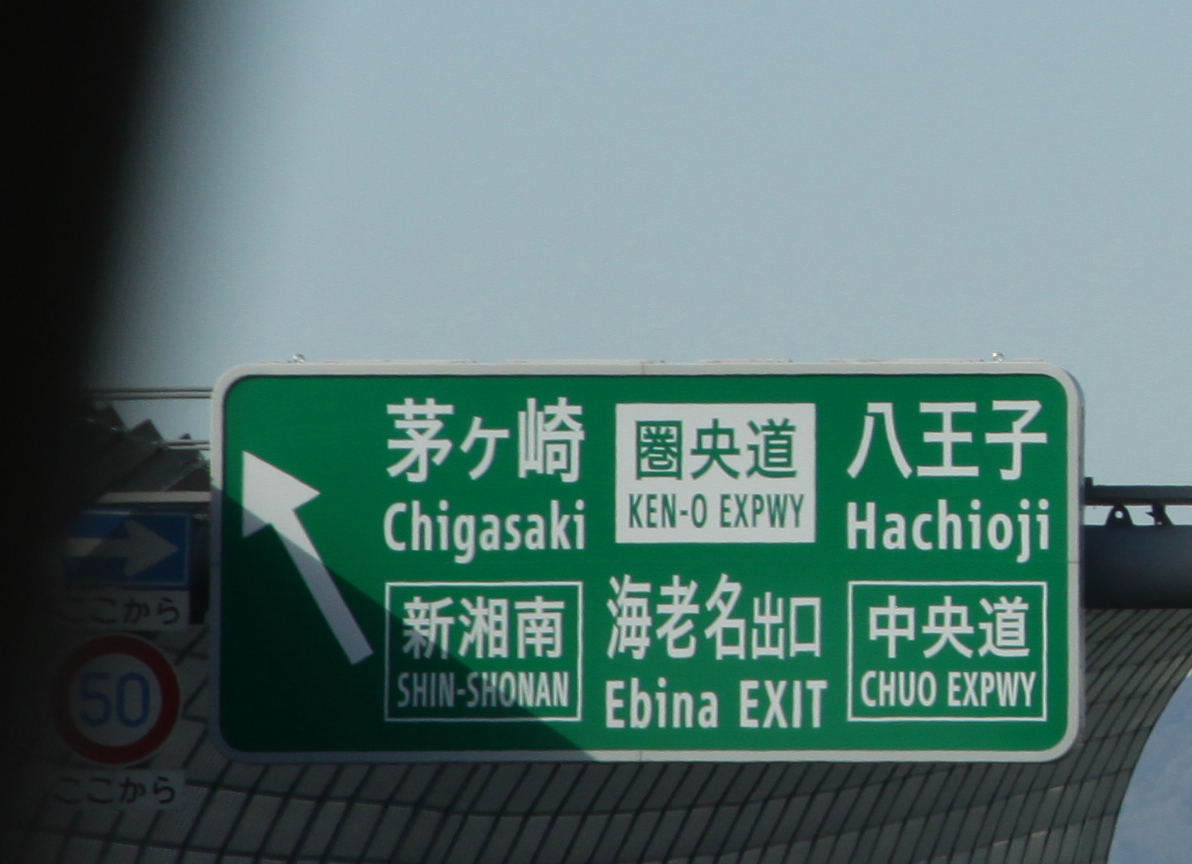 茅ヶ崎
Chigasaki
新湘南
SHIN-SHONAN
圏央道
KEN-O EXPWY
海老名出口
Ebina EXIT
八王子
Hachioji
中央道
CHUO EXPWY
ここから
50
ここから